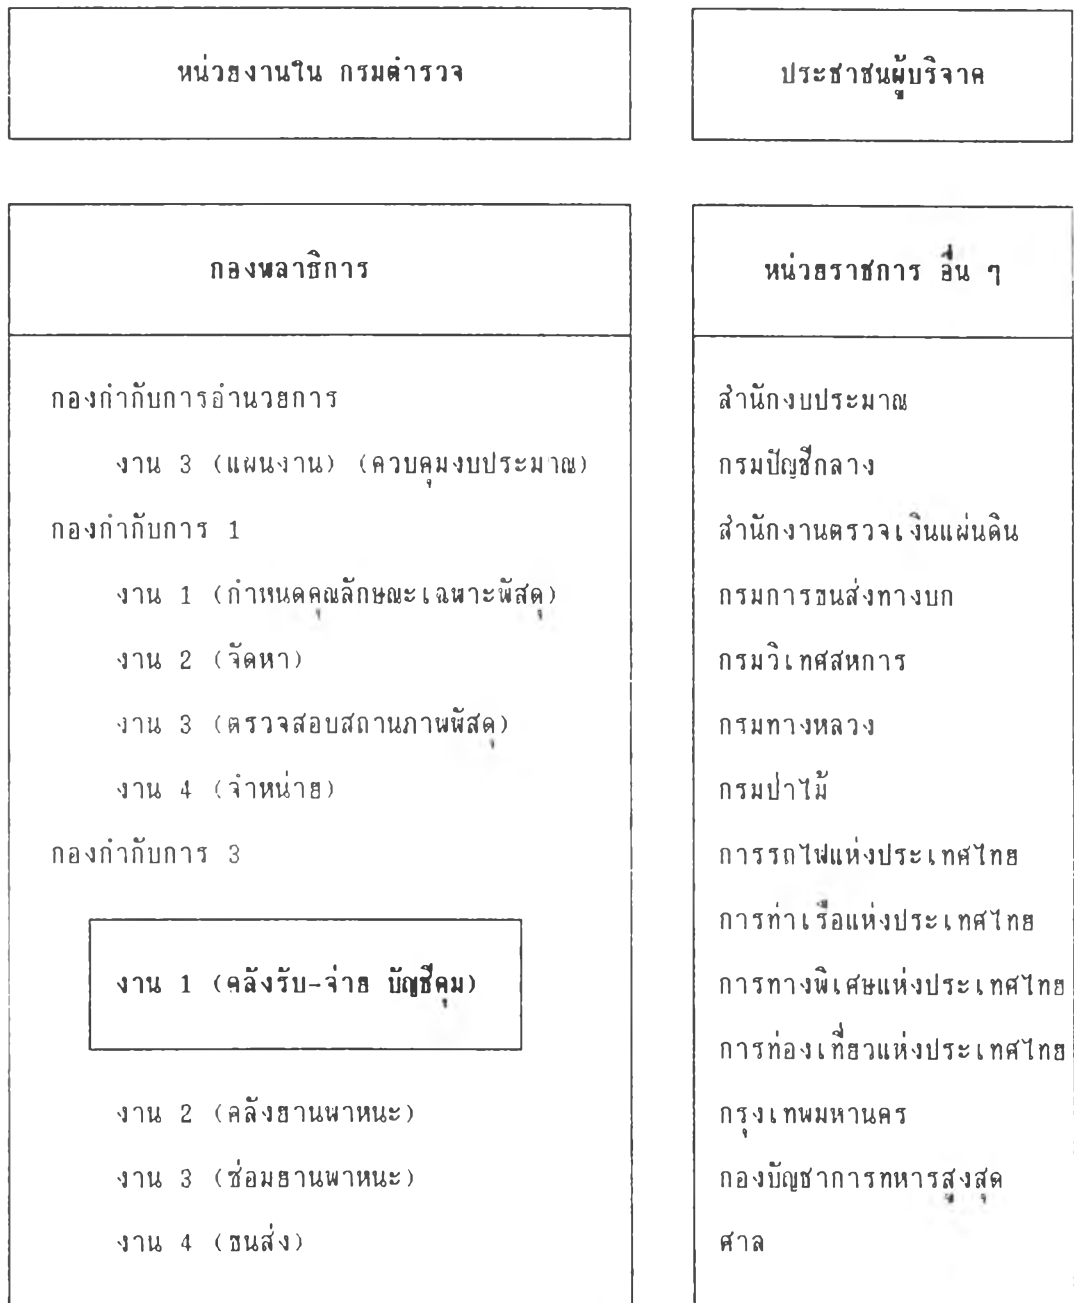 หน่วยงานใน กรมตำรวจ
ประชาชนผู้บริจาค
กองพลาธิการ
กองกำกับการอำนวยการ
งาน 3 (แผนงาน) (ควบคุมงบประมาณ)
กองกำกับการ 1
งาน 1 (กำหนดคุณลักษณะเฉพาะพัสดุ)
งาน 2 (จัดหา)
งาน 3 (ตรวจสอบสถานภาพพัสดุ)
งาน 4 (จำหน่าย)
กองกำกับการ 3
งาน 1 (คลังรับ-จ่าย บัญชีคุม)
งาน 2 (คลังยานพาหนะ)
งาน 3 (ซ่อมยานพาหนะ)
งาน 4 (ขนส่ง)
หน่วยราชการ อื่น ๆ
สำนักงบประมาณ
กรมบัญชีกลาง
สำนักงานตรวจเงินแผ่นดิน
กรมการขนส่งทางบก
กรมวิเทศสหการ
กรมทางหลวง
กรมป่าไม้
การรถไฟแห่งประเทศไทย
การท่าเรือแห่งประเทศไทย
การทางพิเศษแห่งประเทศไทย
การท่องเที่ยวแห่งประเทศไทย
กรุงเทพมหานคร
กองบัญชาการทหารสูงสุด
ศาล